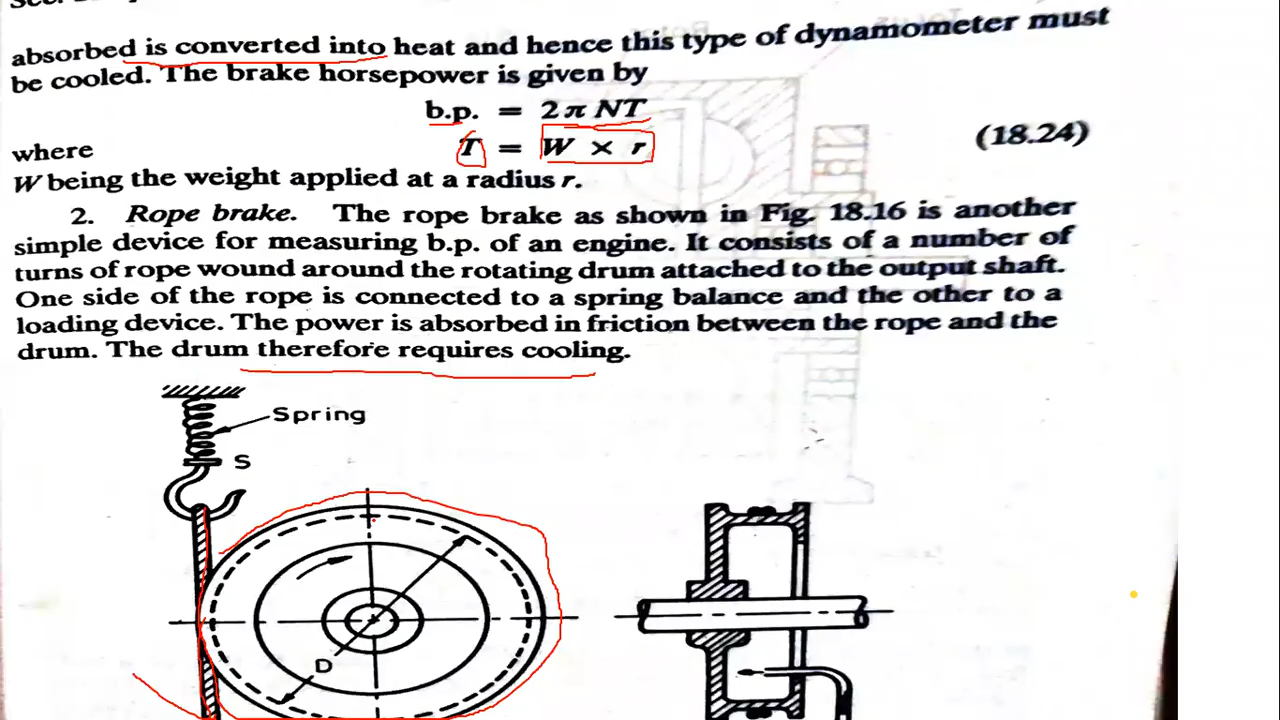 absorbed is converted into heat and hence this type of dynamometer must
be cooled. The brake horsepower is given by
b.p. = 2 π NT
where T = W × r (18.24)
W being the weight applied at a radius r.
2. Rope brake. The rope brake as shown in Fig. 18.16 is another
simple device for measuring b.p. of an engine. It consists of a number of
turns of rope wound around the rotating drum attached to the output shaft.
One side of the rope is connected to a spring balance and the other to a
loading device. The power is absorbed in friction between the rope and the
drum. The drum therefore requires cooling.
Spring
S
D